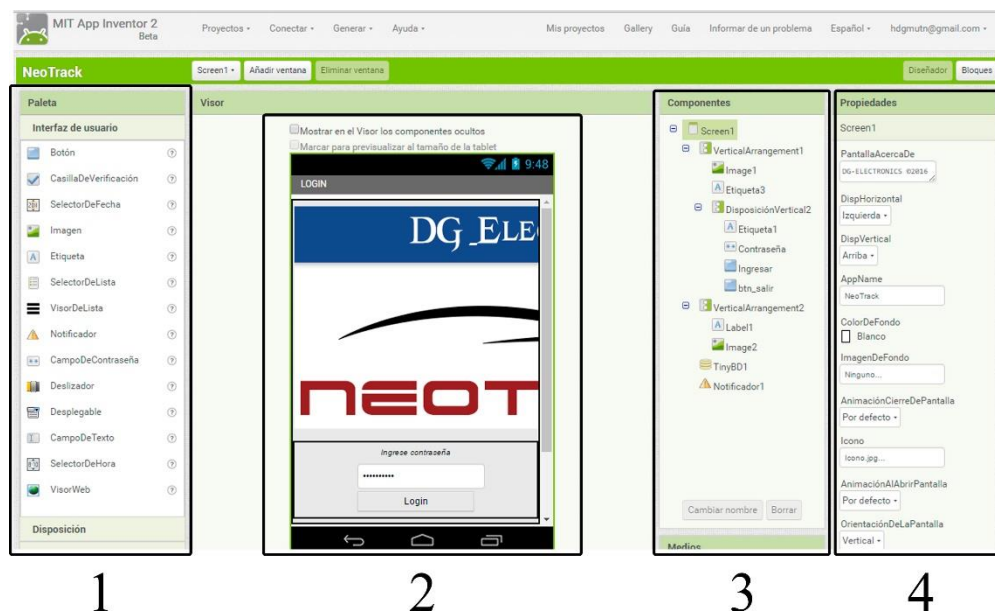 MIT App Inventor 2
Beta
Proyectos Conectar Generar Ayuda Mis proyectos Gallery Guía Informar de un problema Español hdgmutn@gmail.com
NeoTrack Screen1 Añadir ventana Eliminar ventana Diseñador Bloques
Paleta
Interfaz de usuario
Botón
CasillaDeVerificación
SelectorDeFecha
Imagen
Etiqueta
SelectorDeLista
VisorDeLista
Notificador
CampoDeContraseña
Deslizador
Desplegable
CampoDeTexto
SelectorDeHora
VisorWeb
Disposición
Visor
Mostrar en el Visor los componentes ocultos
Marcar para previsualizar al tamaño de la tablet
9:48
LOGIN
DG_ELE
NEOT
Ingrese contraseña
••••••••••
Login
Componentes
Screen1
VerticalArrangement1
Image1
Etiqueta3
DisposiciónVertical2
Etiqueta1
Contraseña
Ingresar
btn_salir
VerticalArrangement2
Label1
Image2
TinyBD1
Notificador1
Cambiar nombre Borrar
Medios
Propiedades
Screen1
PantallaAcercaDe
DG-ELECTRONICS ©2016
DispHorizontal
Izquierda
DispVertical
Arriba
AppName
NeoTrack
ColorDeFondo
Blanco
ImagenDeFondo
Ninguno...
AnimaciónCierreDePantalla
Por defecto
Icono
Icono.jpg...
AnimaciónAlAbrirPantalla
Por defecto
OrientaciónDeLaPantalla
Vertical
1 2 3 4